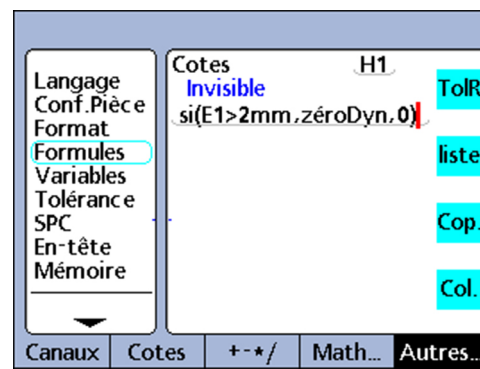 Langage
Conf.Pièce
Format
Formules
Variables
Tolérance
SPC
En-tête
Mémoire
Cotes H1
Invisible
si(E1>2mm,zéroDyn,0)
TolR
liste
Cop.
Col.
Canaux Cotes +-*/ Math... Autres...